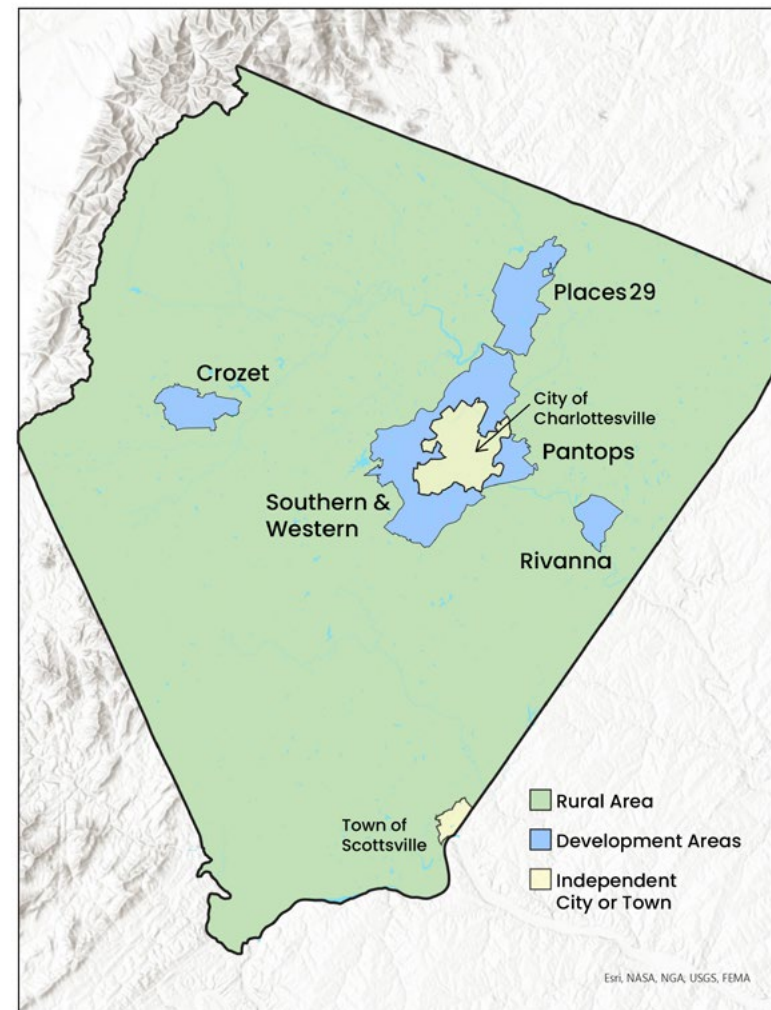 Places29
Crozet
City of
Charlottesville
Pantops
Southern &
Western
Rivanna
Town of
Scottsville
Rural Area
Development Areas
Independent
City or Town
Esri, NASA, NGA, USGS, FEMA